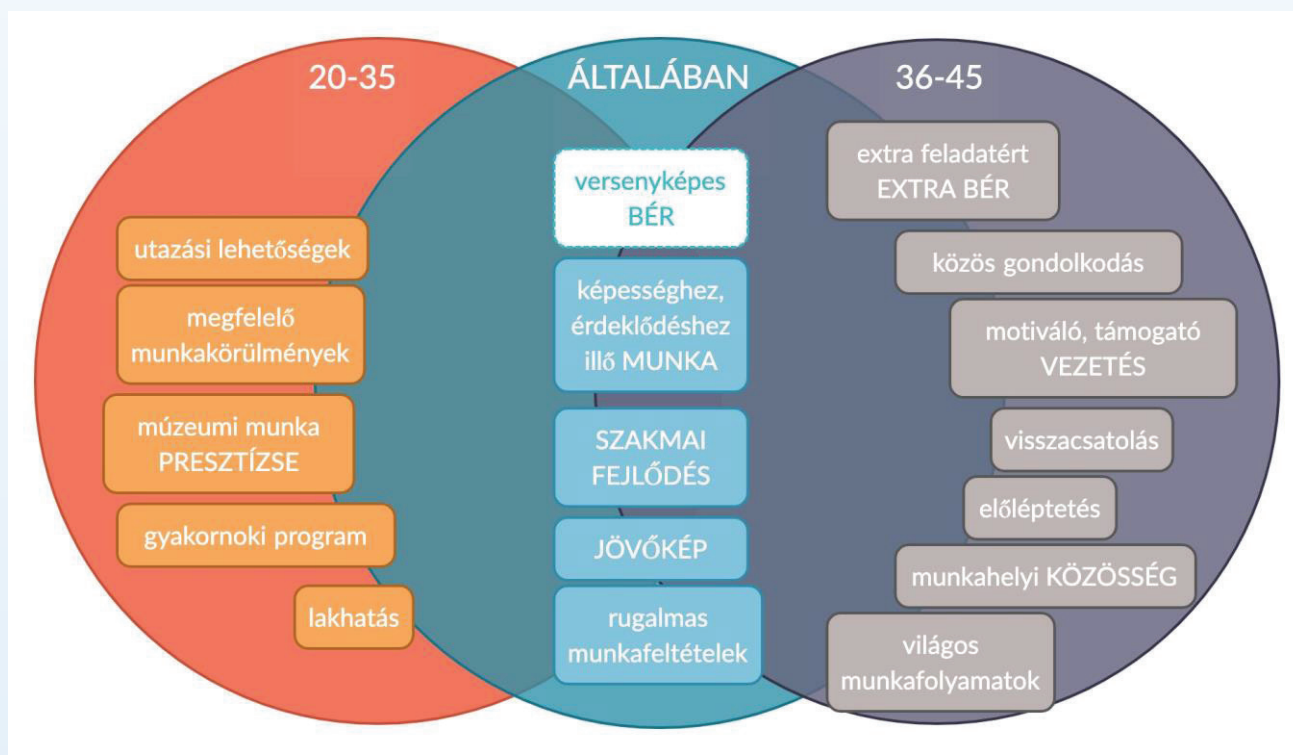 20-35
utazási lehetőségek
megfelelő
munkakörülmények
múzeumi munka
PRESZTÍZSE
gyakornoki program
lakhatás
ÁLTALÁBAN
versenyképes
BÉR
képességhez,
érdeklődéshez
illő MUNKA
SZAKMAI
FEJLŐDÉS
JÖVŐKÉP
rugalmas
munkafeltételek
36-45
extra feladatért
EXTRA BÉR
közös gondolkodás
motiváló, támogató
VEZETÉS
visszacsatolás
előléptetés
munkahelyi KÖZÖSSÉG
világos
munkafolyamatok